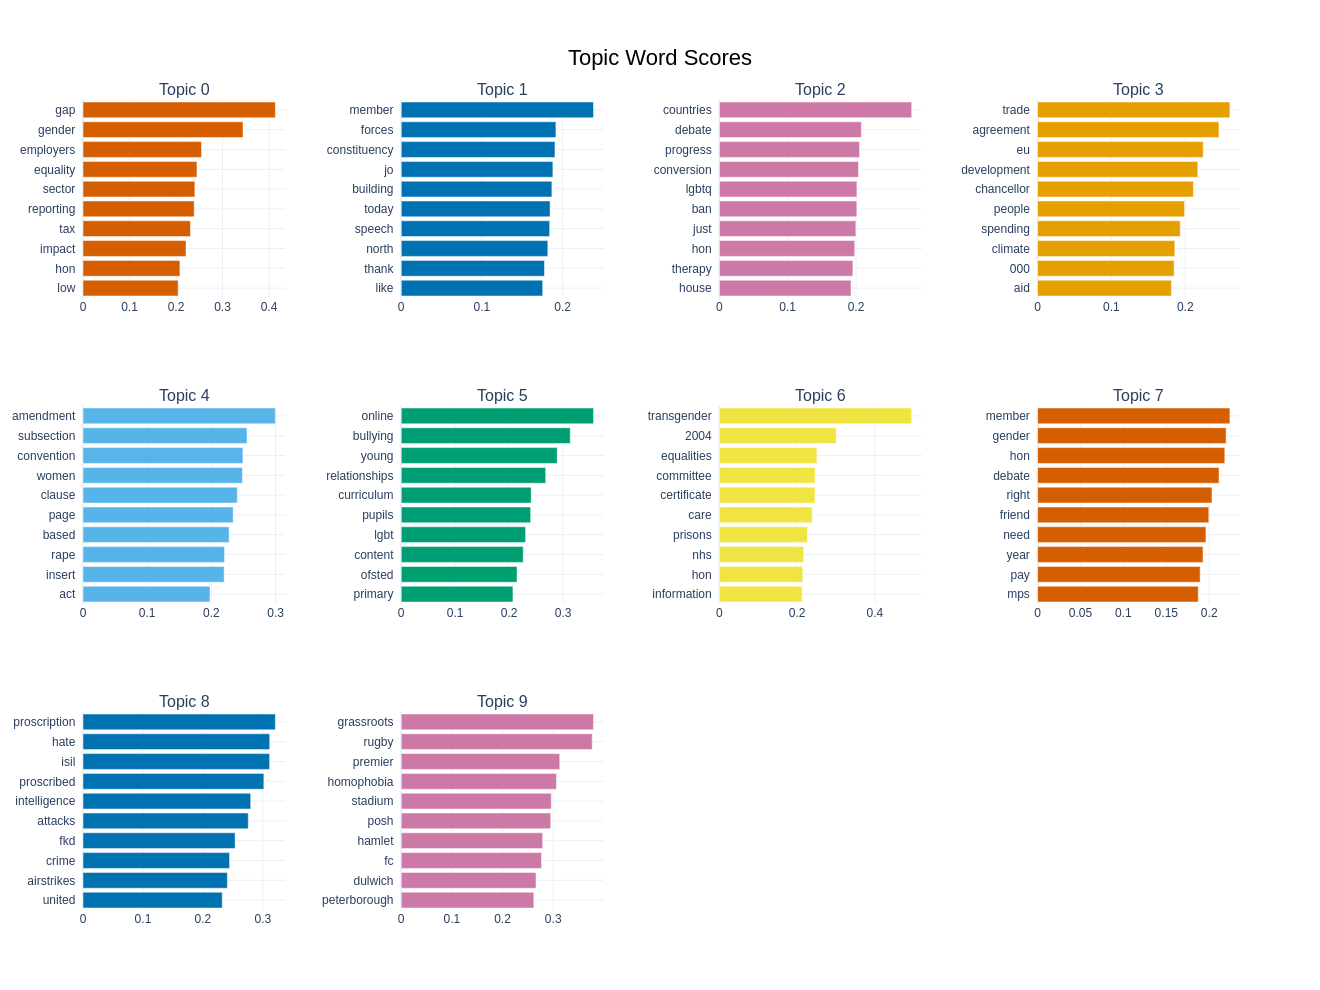 Topic Word Scores
Topic 0
gap
gender
employers
equality
sector
reporting
tax
impact
hon
low
0 0.1 0.2 0.3 0.4
Topic 1
member
forces
constituency
jo
building
today
speech
north
thank
like
0 0.1 0.2
Topic 2
countries
debate
progress
conversion
lgbtq
ban
just
hon
therapy
house
0 0.1 0.2
Topic 3
trade
agreement
eu
development
chancellor
people
spending
climate
000
aid
0 0.1 0.2
Topic 4
amendment
subsection
convention
women
clause
page
based
rape
insert
act
0 0.1 0.2 0.3
Topic 5
online
bullying
young
relationships
curriculum
pupils
lgbt
content
ofsted
primary
0 0.1 0.2 0.3
Topic 6
transgender
2004
equalities
committee
certificate
care
prisons
nhs
hon
information
0 0.2 0.4
Topic 7
member
gender
hon
debate
right
friend
need
year
pay
mps
0 0.05 0.1 0.15 0.2
Topic 8
proscription
hate
isil
proscribed
intelligence
attacks
fkd
crime
airstrikes
united
0 0.1 0.2 0.3
Topic 9
grassroots
rugby
premier
homophobia
stadium
posh
hamlet
fc
dulwich
peterborough
0 0.1 0.2 0.3